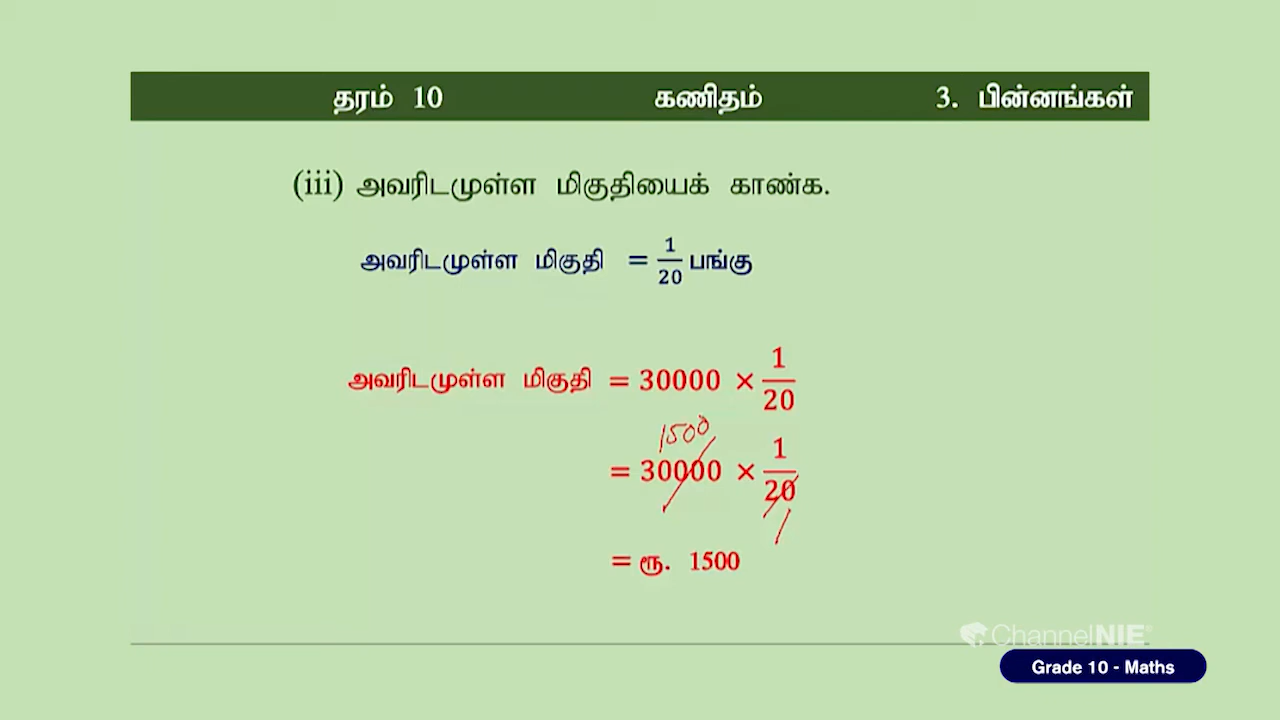 தரம் 10 கணிதம் 3. பின்னங்கள்
(iii) அவரிடமுள்ள மிகுதியைக் காண்க.
அவரிடமுள்ள மிகுதி = 1/20 பங்கு
அவரிடமுள்ள மிகுதி = 30000 × 1/20
1500
= 30000 × 1/20
1
= ரூ. 1500
ChannelNIE
Grade 10 - Maths